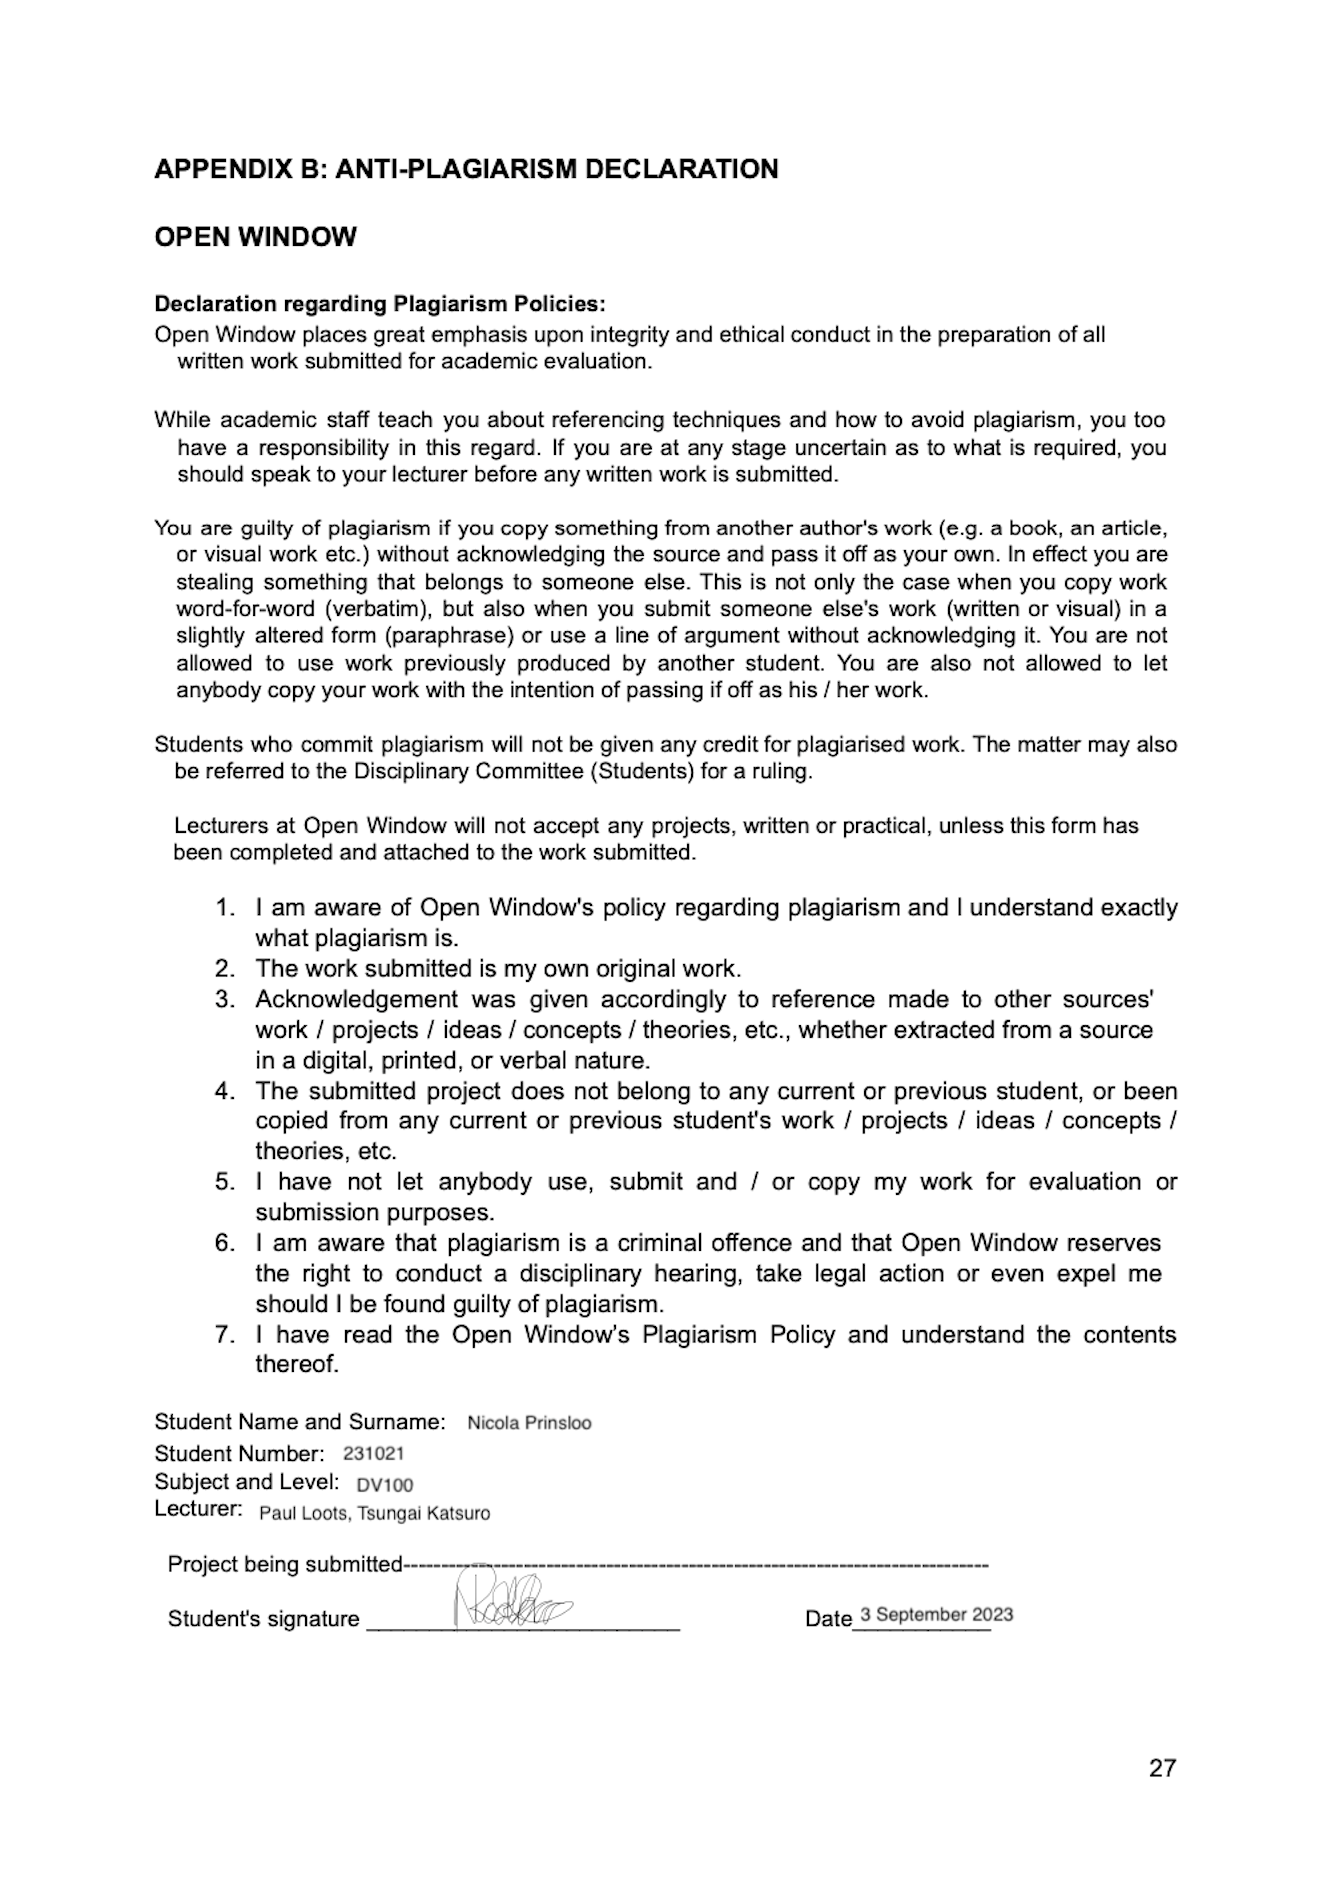 APPENDIX B: ANTI-PLAGIARISM DECLARATION
OPEN WINDOW
Declaration regarding Plagiarism Policies:
Open Window places great emphasis upon integrity and ethical conduct in the preparation of all
written work submitted for academic evaluation.
While academic staff teach you about referencing techniques and how to avoid plagiarism, you too
have a responsibility in this regard. If you are at any stage uncertain as to what is required, you
should speak to your lecturer before any written work is submitted.
You are guilty of plagiarism if you copy something from another author's work (e.g. a book, an article,
or visual work etc.) without acknowledging the source and pass it off as your own. In effect you are
stealing something that belongs to someone else. This is not only the case when you copy work
word-for-word (verbatim), but also when you submit someone else's work (written or visual) in a
slightly altered form (paraphrase) or use a line of argument without acknowledging it. You are not
allowed to use work previously produced by another student. You are also not allowed to let
anybody copy your work with the intention of passing if off as his / her work.
Students who commit plagiarism will not be given any credit for plagiarised work. The matter may also
be referred to the Disciplinary Committee (Students) for a ruling.
Lecturers at Open Window will not accept any projects, written or practical, unless this form has
been completed and attached to the work submitted.
1. I am aware of Open Window's policy regarding plagiarism and I understand exactly
what plagiarism is.
2. The work submitted is my own original work.
3. Acknowledgement was given accordingly to reference made to other sources'
work / projects / ideas / concepts / theories, etc., whether extracted from a source
in a digital, printed, or verbal nature.
4. The submitted project does not belong to any current or previous student, or been
copied from any current or previous student's work / projects / ideas / concepts /
theories, etc.
5. I have not let anybody use, submit and / or copy my work for evaluation or
submission purposes.
6. I am aware that plagiarism is a criminal offence and that Open Window reserves
the right to conduct a disciplinary hearing, take legal action or even expel me
should I be found guilty of plagiarism.
7. I have read the Open Window’s Plagiarism Policy and understand the contents
thereof.
Student Name and Surname: Nicola Prinsloo
Student Number: 231021
Subject and Level: DV100
Lecturer: Paul Loots, Tsungai Katsuro
Project being submitted
Student's signature Date 3 September 2023
27